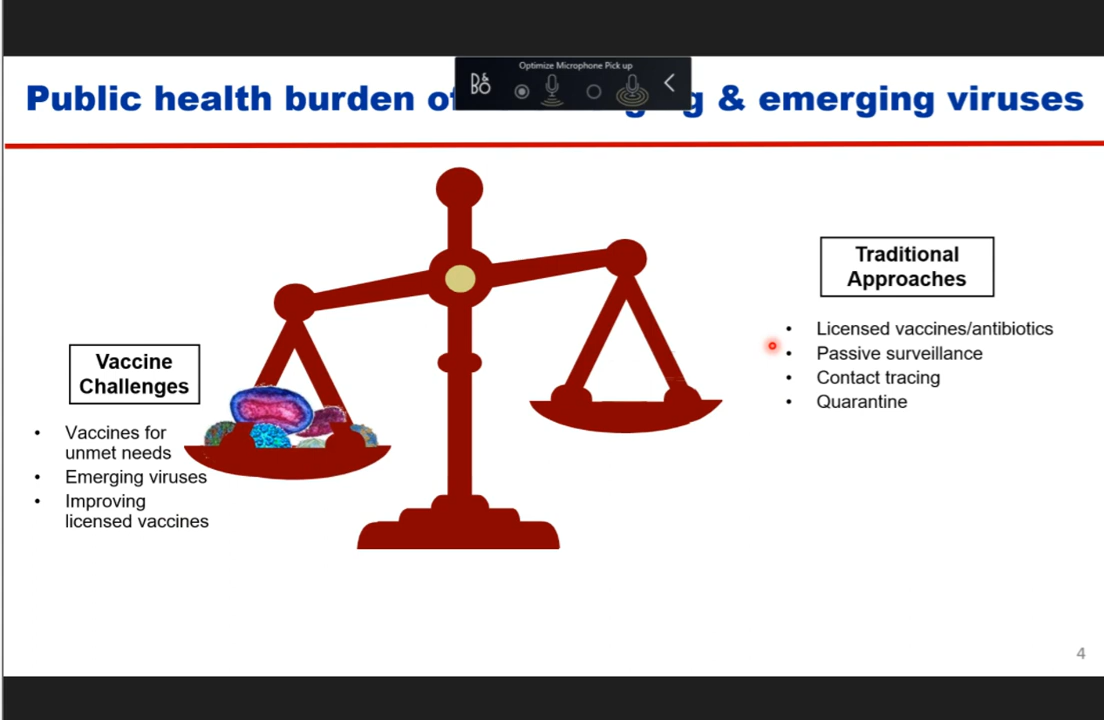 Optimize Microphone Pick up
B&O
Public health burden of & emerging viruses
Traditional
Approaches
• Licensed vaccines/antibiotics
• Passive surveillance
• Contact tracing
• Quarantine
Vaccine
Challenges
• Vaccines for
unmet needs
• Emerging viruses
• Improving
licensed vaccines
4